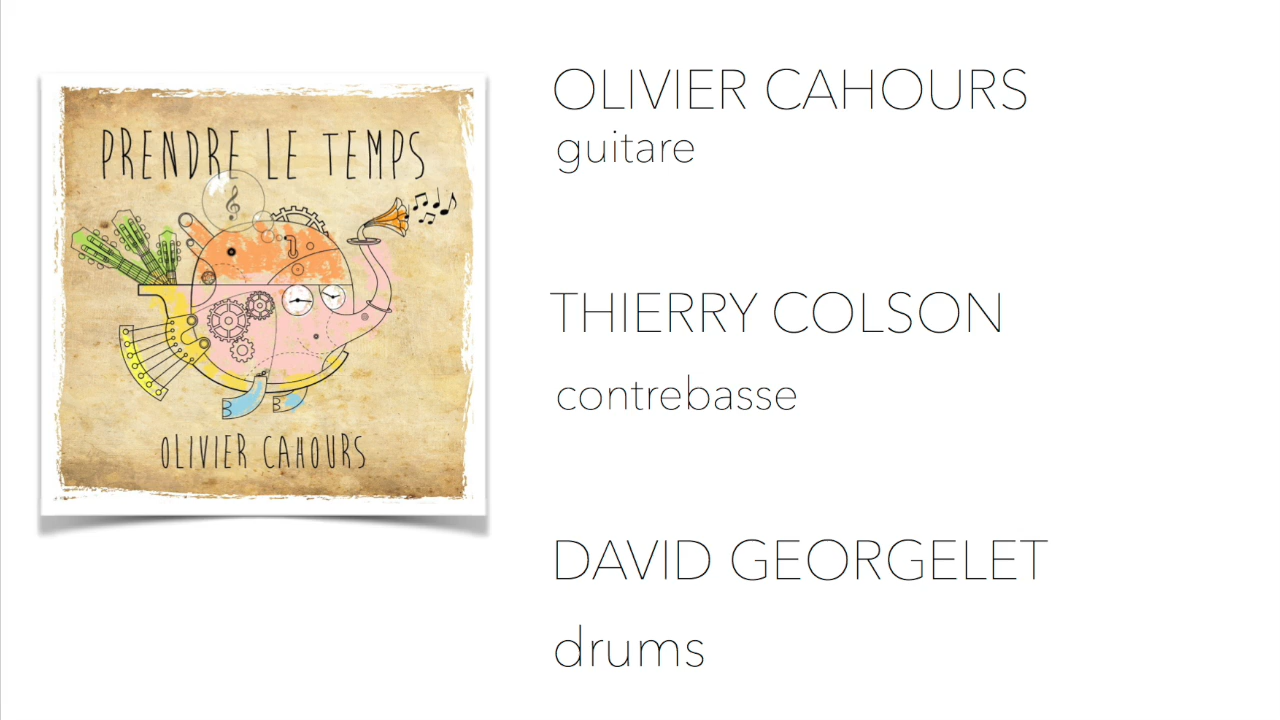 PRENDRE LE TEMPS
OLIVIER CAHOURS
OLIVIER CAHOURS
guitare
THIERRY COLSON
contrebasse
DAVID GEORGELET
drums